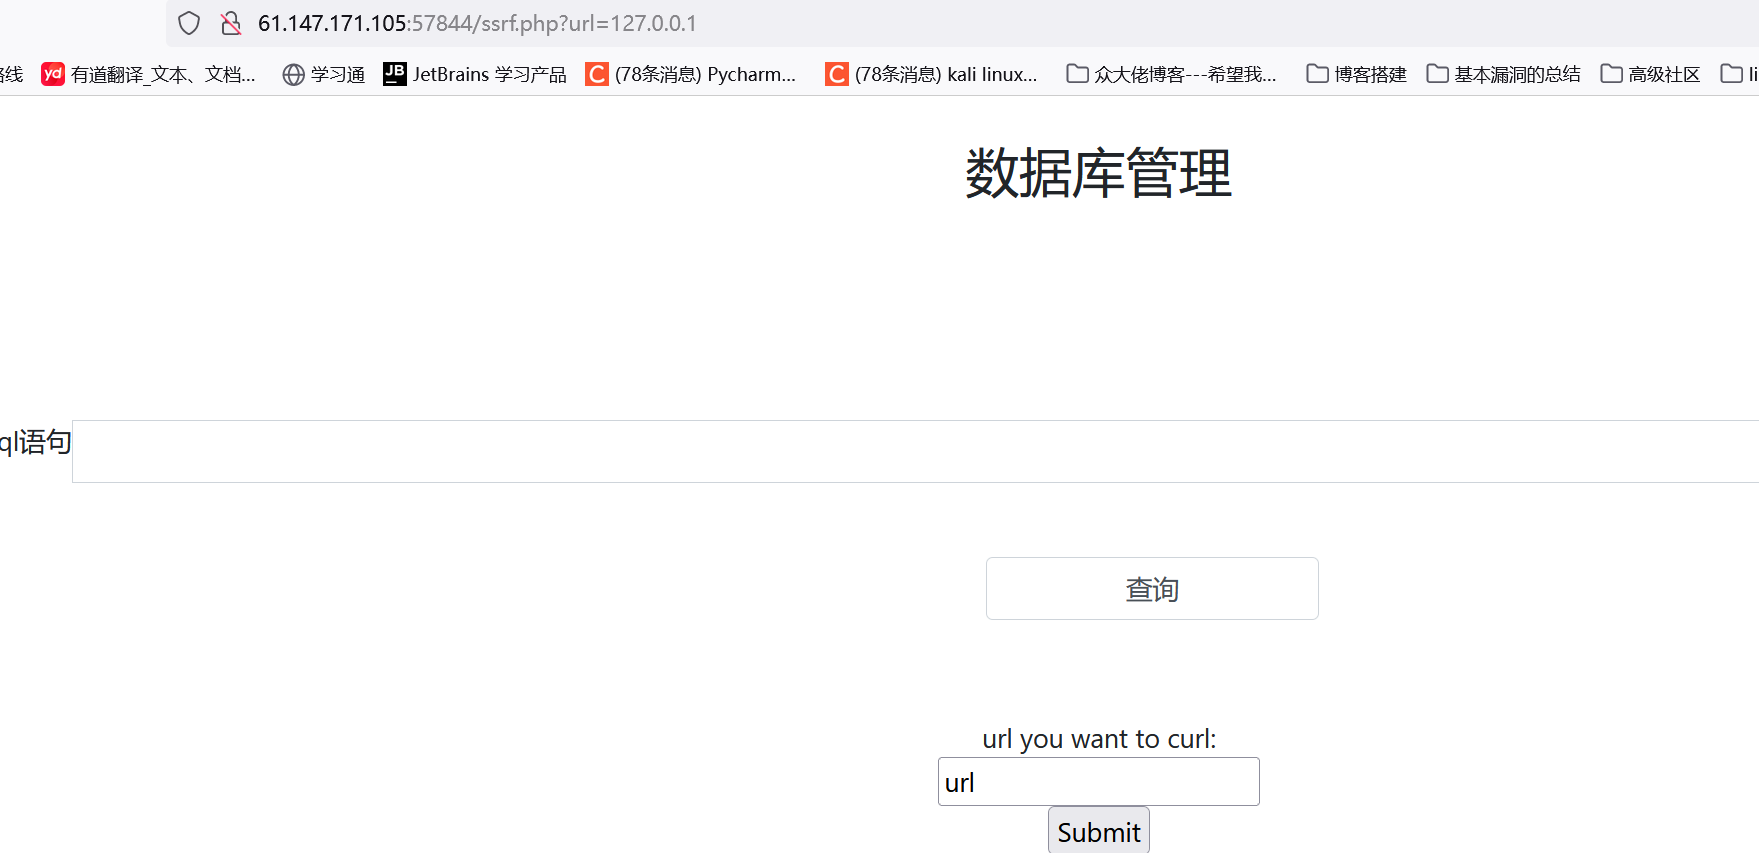 61.147.171.105:57844/ssrf.php?url=127.0.0.1
线 yd 有道翻译_文本、文档... 学习通 JB JetBrains 学习产品 C (78条消息) Pycharm... C (78条消息) kali linux... 众大佬博客---希望我... 博客搭建 基本漏洞的总结 高级社区 li
数据库管理
ql语句
查询
url you want to curl:
url
Submit